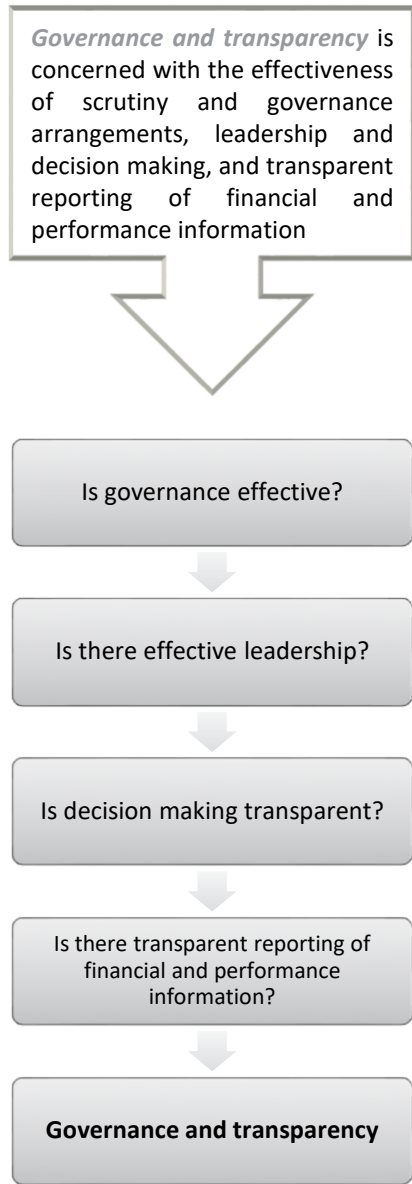 Governance and transparency is
concerned with the effectiveness
of scrutiny and governance
arrangements, leadership and
decision making, and transparent
reporting of financial and
performance information
Is governance effective?
Is there effective leadership?
Is decision making transparent?
Is there transparent reporting of
financial and performance
information?
Governance and transparency